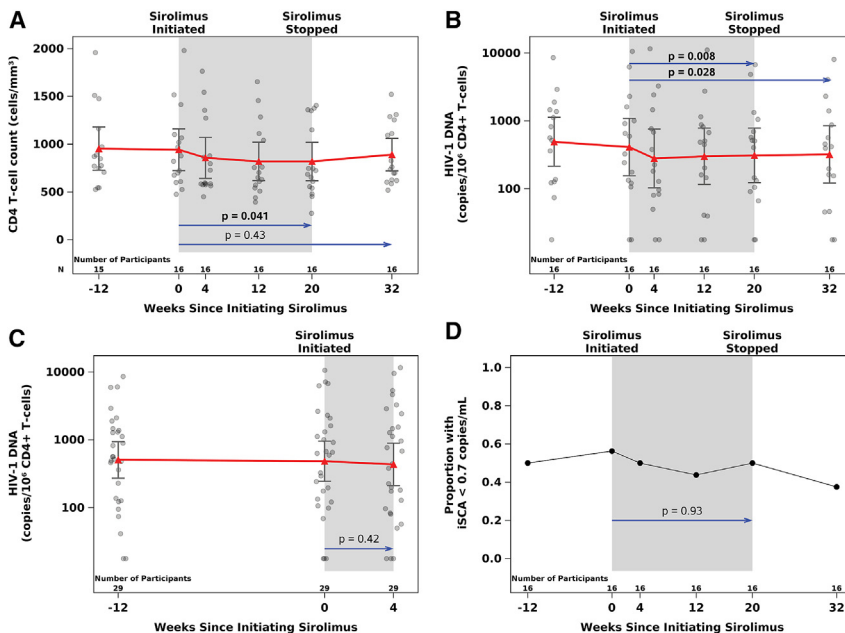 A
Sirolimus Initiated
Sirolimus Stopped
CD4 T-cell count (cells/mm³)
2000
1500
1000
500
0
p = 0.041
p = 0.43
Number of Participants
N
15 16 16 16 16 16
-12 0 4 12 20 32
Weeks Since Initiating Sirolimus
B
Sirolimus Initiated
Sirolimus Stopped
HIV-1 DNA
(copies/10⁶ CD4+ T-cells)
10000
1000
100
p = 0.008
p = 0.028
Number of Participants
16 16 16 16 16 16
-12 0 4 12 20 32
Weeks Since Initiating Sirolimus
C
Sirolimus Initiated
HIV-1 DNA
(copies/10⁶ CD4+ T-cells)
10000
1000
100
p = 0.42
Number of Participants
29 29 29
-12 0 4
Weeks Since Initiating Sirolimus
D
Sirolimus Initiated
Sirolimus Stopped
Proportion with
iSCA < 0.7 copies/mL
1.0
0.8
0.6
0.4
0.2
0.0
p = 0.93
Number of Participants
16 16 16 16 16 16
-12 0 4 12 20 32
Weeks Since Initiating Sirolimus